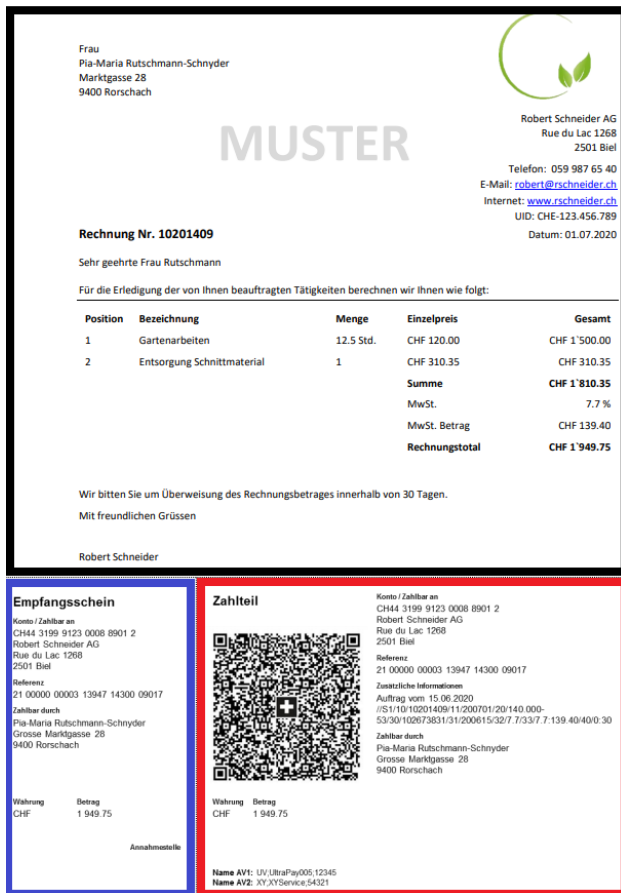 Frau
Pia-Maria Rutschmann-Schnyder
Marktgasse 28
9400 Rorschach
Robert Schneider AG
Rue du Lac 1268
2501 Biel
MUSTER
Telefon: 059 987 65 40
E-Mail: robert@rschneider.ch
Internet: www.rschneider.ch
UID: CHE-123.456.789
Rechnung Nr. 10201409
Datum: 01.07.2020
Sehr geehrte Frau Rutschmann
Für die Erledigung der von Ihnen beauftragten Tätigkeiten berechnen wir Ihnen wie folgt:
Position Bezeichnung Menge Einzelpreis Gesamt
1 Gartenarbeiten 12.5 Std. CHF 120.00 CHF 1`500.00
2 Entsorgung Schnittmaterial 1 CHF 310.35 CHF 310.35
Summe CHF 1`810.35
MwSt. 7.7 %
MwSt. Betrag CHF 139.40
Rechnungstotal CHF 1`949.75
Wir bitten Sie um Überweisung des Rechnungsbetrages innerhalb von 30 Tagen.
Mit freundlichen Grüssen
Robert Schneider
Empfangsschein
Konto / Zahlbar an
CH44 3199 9123 0008 8901 2
Robert Schneider AG
Rue du Lac 1268
2501 Biel
Referenz
21 00000 00003 13947 14300 09017
Zahlbar durch
Pia-Maria Rutschmann-Schnyder
Grosse Marktgasse 28
9400 Rorschach
Währung Betrag
CHF 1 949.75
Annahmestelle
Zahlteil
Währung Betrag
CHF 1 949.75
Konto / Zahlbar an
CH44 3199 9123 0008 8901 2
Robert Schneider AG
Rue du Lac 1268
2501 Biel
Referenz
21 00000 00003 13947 14300 09017
Zusätzliche Informationen
Auftrag vom 15.06.2020
//S1/10/10201409/11/200701/20/140.000-
53/30/102673831/31/200615/32/7.7/33/7.7:139.40/40/0:30
Zahlbar durch
Pia-Maria Rutschmann-Schnyder
Grosse Marktgasse 28
9400 Rorschach
Name AV1: UV;UltraPay005;12345
Name AV2: XY;XYService;54321